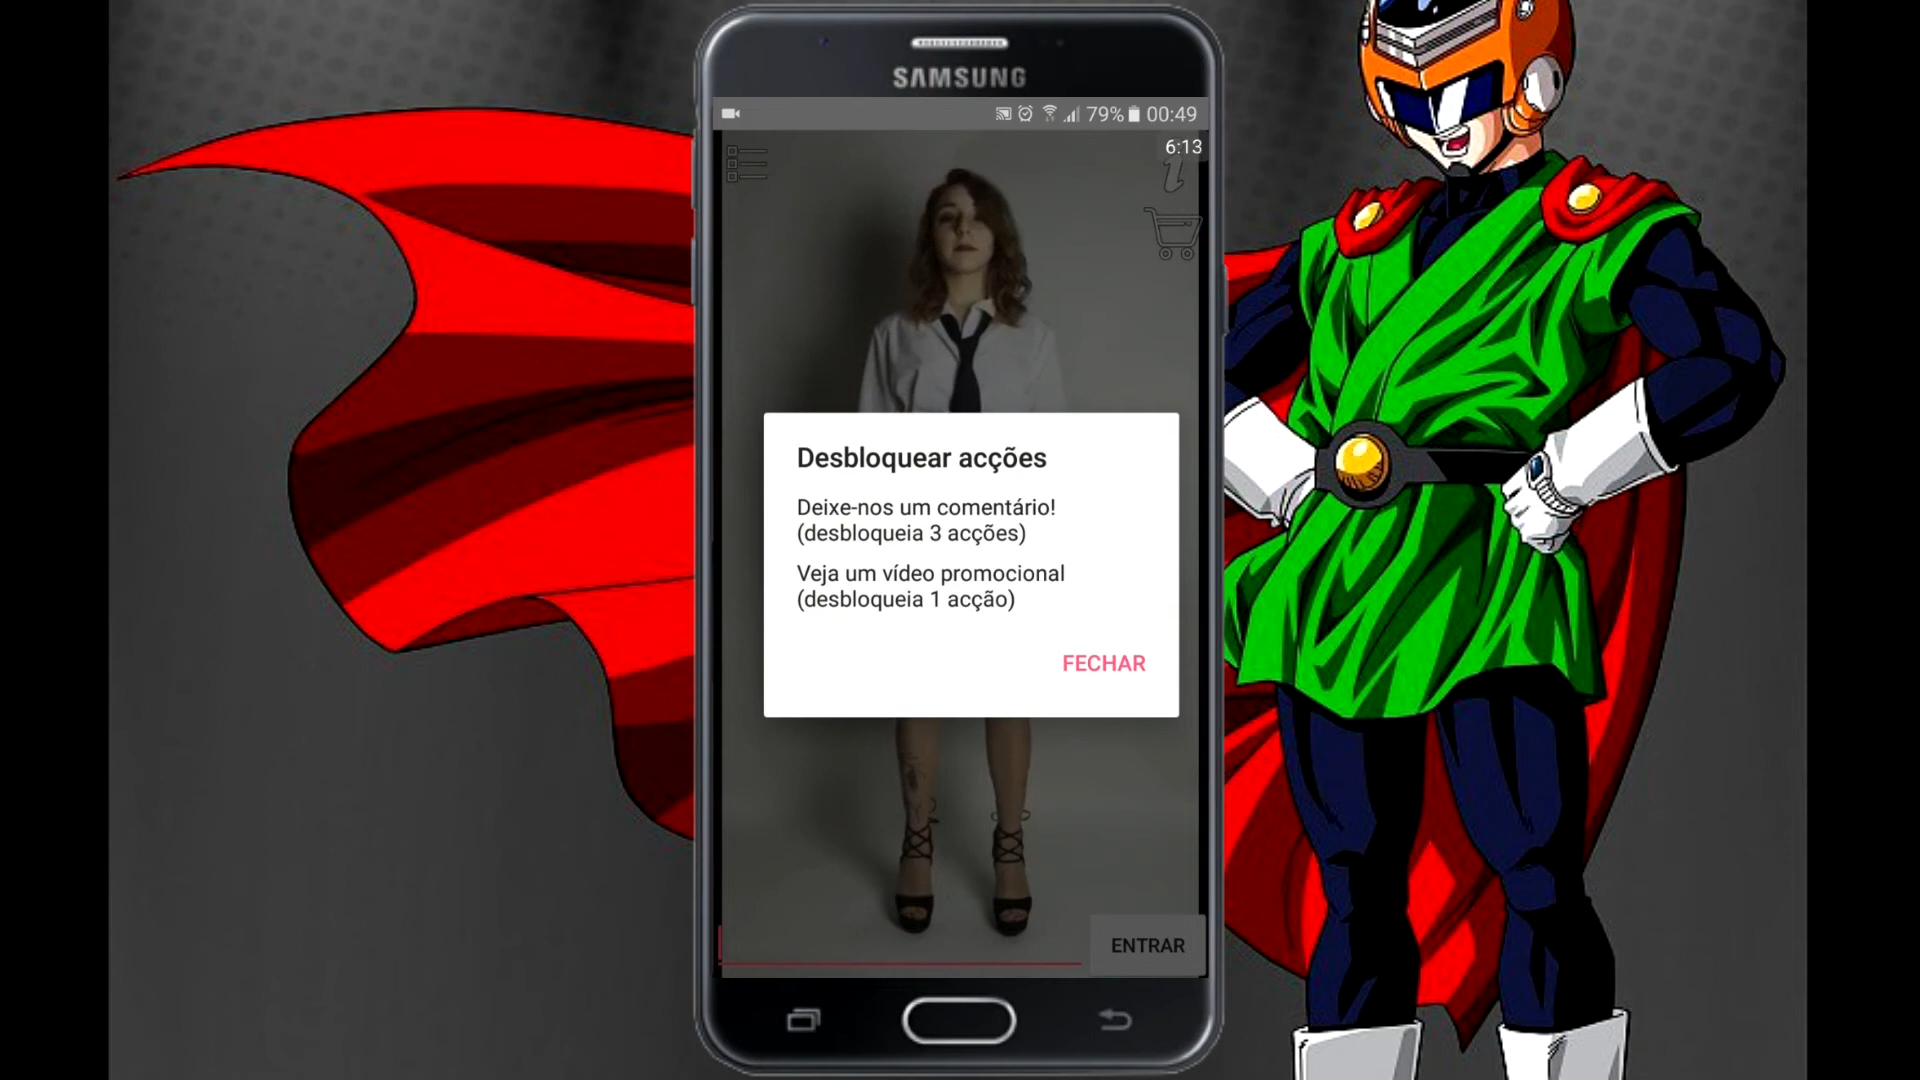 SAMSUNG
79% 00:49
6:13
Desbloquear acções
Deixe-nos um comentário!
(desbloqueia 3 acções)
Veja um vídeo promocional
(desbloqueia 1 acção)
FECHAR
ENTRAR